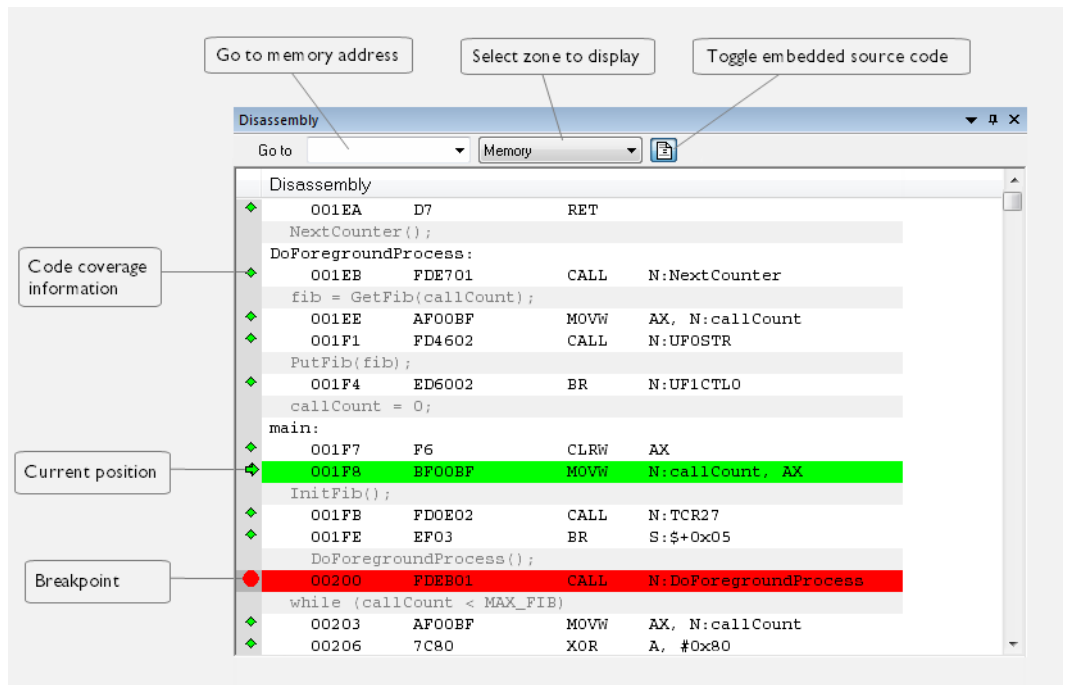 Go to memory address
Select zone to display
Toggle embedded source code
Disassembly
Go to
Memory
Disassembly
001EA D7 RET
NextCounter();
DoForegroundProcess:
Code coverage
information
001EB FDE701 CALL N:NextCounter
fib = GetFib(callCount);
001EE AF00BF MOVW AX, N:callCount
001F1 FD4602 CALL N:UF0STR
PutFib(fib);
001F4 ED6002 BR N:UF1CTL0
callCount = 0;
main:
001F7 F6 CLRW AX
Current position
001F8 BF00BF MOVW N:callCount, AX
InitFib();
001FB FD0E02 CALL N:TCR27
001FE EF03 BR S:$+0x05
DoForegroundProcess();
Breakpoint
00200 FDEB01 CALL N:DoForegroundProcess
while (callCount < MAX_FIB)
00203 AF00BF MOVW AX, N:callCount
00206 7C80 XOR A, #0x80